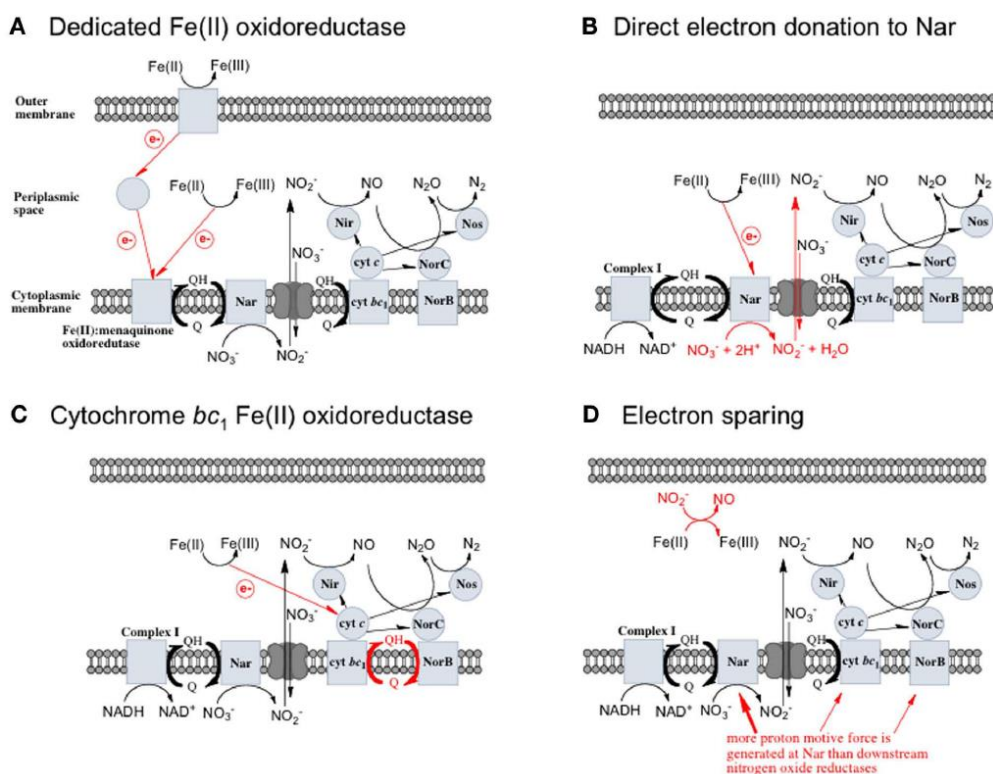 A Dedicated Fe(II) oxidoreductase
Fe(II) Fe(III)
Outer
membrane
e-
Periplasmic
space
Fe(II) Fe(III) NO₂⁻ NO N₂O N₂
Nir Nos
e- e-
NO₃⁻
cyt c NorC
Cytoplasmic
membrane
QH Nar QH cyt bc₁ NorB
Q Q
Fe(II):menaquinone
oxidoredutase
NO₃⁻ NO₂⁻
B Direct electron donation to Nar
Fe(II) Fe(III) NO₂⁻ NO N₂O N₂
Nir Nos
e-
NO₃⁻
cyt c NorC
Complex I
QH Nar QH cyt bc₁ NorB
Q Q
NADH NAD⁺ NO₃⁻ + 2H⁺ NO₂⁻ + H₂O
C Cytochrome bc₁ Fe(II) oxidoreductase
Fe(II) Fe(III) NO₂⁻ NO N₂O N₂
e- Nir Nos
NO₃⁻
cyt c NorC
Complex I
QH Nar cyt bc₁ QH NorB
Q Q
NADH NAD⁺ NO₃⁻ NO₂⁻
D Electron sparing
NO₂⁻ NO
Fe(II) Fe(III) NO₂⁻ NO N₂O N₂
Nir Nos
NO₃⁻
cyt c NorC
Complex I
QH Nar QH cyt bc₁ NorB
Q Q
NADH NAD⁺ NO₃⁻ NO₂⁻
more proton motive force is
generated at Nar than downstream
nitrogen oxide reductases